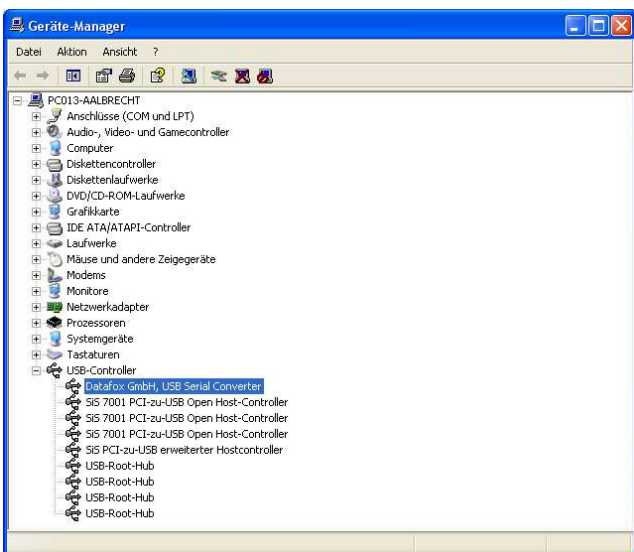 Geräte-Manager
Datei Aktion Ansicht ?
PC013-AALBRECHT
Anschlüsse (COM und LPT)
Audio-, Video- und Gamecontroller
Computer
Diskettencontroller
Diskettenlaufwerke
DVD/CD-ROM-Laufwerke
Grafikkarte
IDE ATA/ATAPI-Controller
Laufwerke
Mäuse und andere Zeigegeräte
Modems
Monitore
Netzwerkadapter
Prozessoren
Systemgeräte
Tastaturen
USB-Controller
Datafox GmbH, USB Serial Converter
SiS 7001 PCI-zu-USB Open Host-Controller
SiS 7001 PCI-zu-USB Open Host-Controller
SiS 7001 PCI-zu-USB Open Host-Controller
SiS PCI-zu-USB erweiterter Hostcontroller
USB-Root-Hub
USB-Root-Hub
USB-Root-Hub
USB-Root-Hub